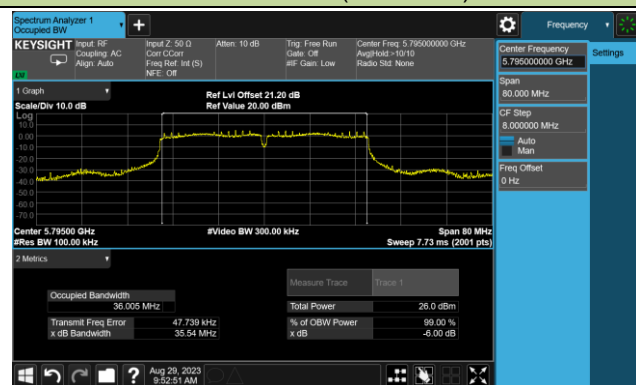 Spectrum Analyzer 1
Occupied BW
Frequency
KEYSIGHT
Input: RF
Coupling: AC
Align: Auto
Input Z: 50 Ω
Corr CCorr
Freq Ref: Int (S)
NFE: Off
Atten: 10 dB
Trig: Free Run
Gate: Off
#IF Gain: Low
Center Freq: 5.795000000 GHz
Avg|Hold:>10/10
Radio Std: None
LW
Center Frequency
5.795000000 GHz
Settings
Span
80.000 MHz
CF Step
8.000000 MHz
Auto
Man
Freq Offset
0 Hz
1 Graph
Scale/Div 10.0 dB
Ref Lvl Offset 21.20 dB
Ref Value 20.00 dBm
Log
10.0
0.00
-10.0
-20.0
-30.0
-40.0
-50.0
-60.0
-70.0
Center 5.79500 GHz
#Res BW 100.00 kHz
#Video BW 300.00 kHz
Span 80 MHz
Sweep 7.73 ms (2001 pts)
2 Metrics
Measure Trace
Trace 1
Occupied Bandwidth
36.005 MHz
Total Power
26.0 dBm
Transmit Freq Error
47.739 kHz
% of OBW Power
99.00 %
x dB Bandwidth
35.54 MHz
x dB
-6.00 dB
?
Aug 29, 2023
9:52:51 AM